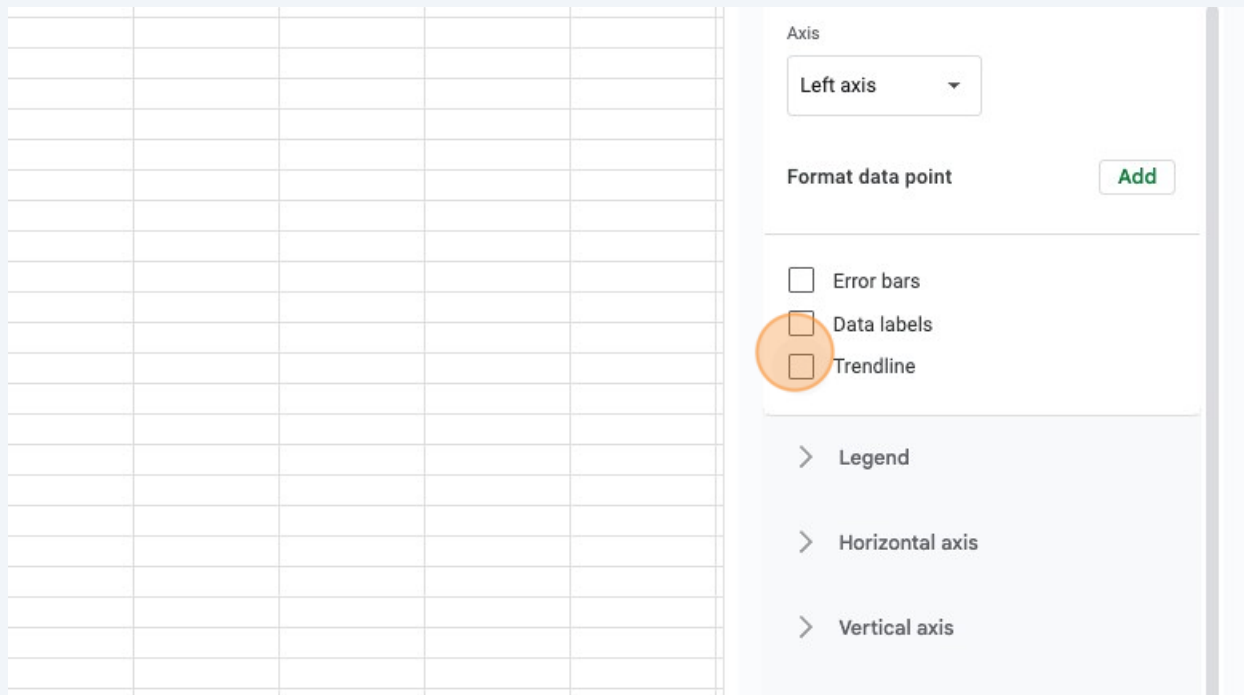 Axis
Left axis
Format data point Add
Error bars
Data labels
Trendline
Legend
Horizontal axis
Vertical axis